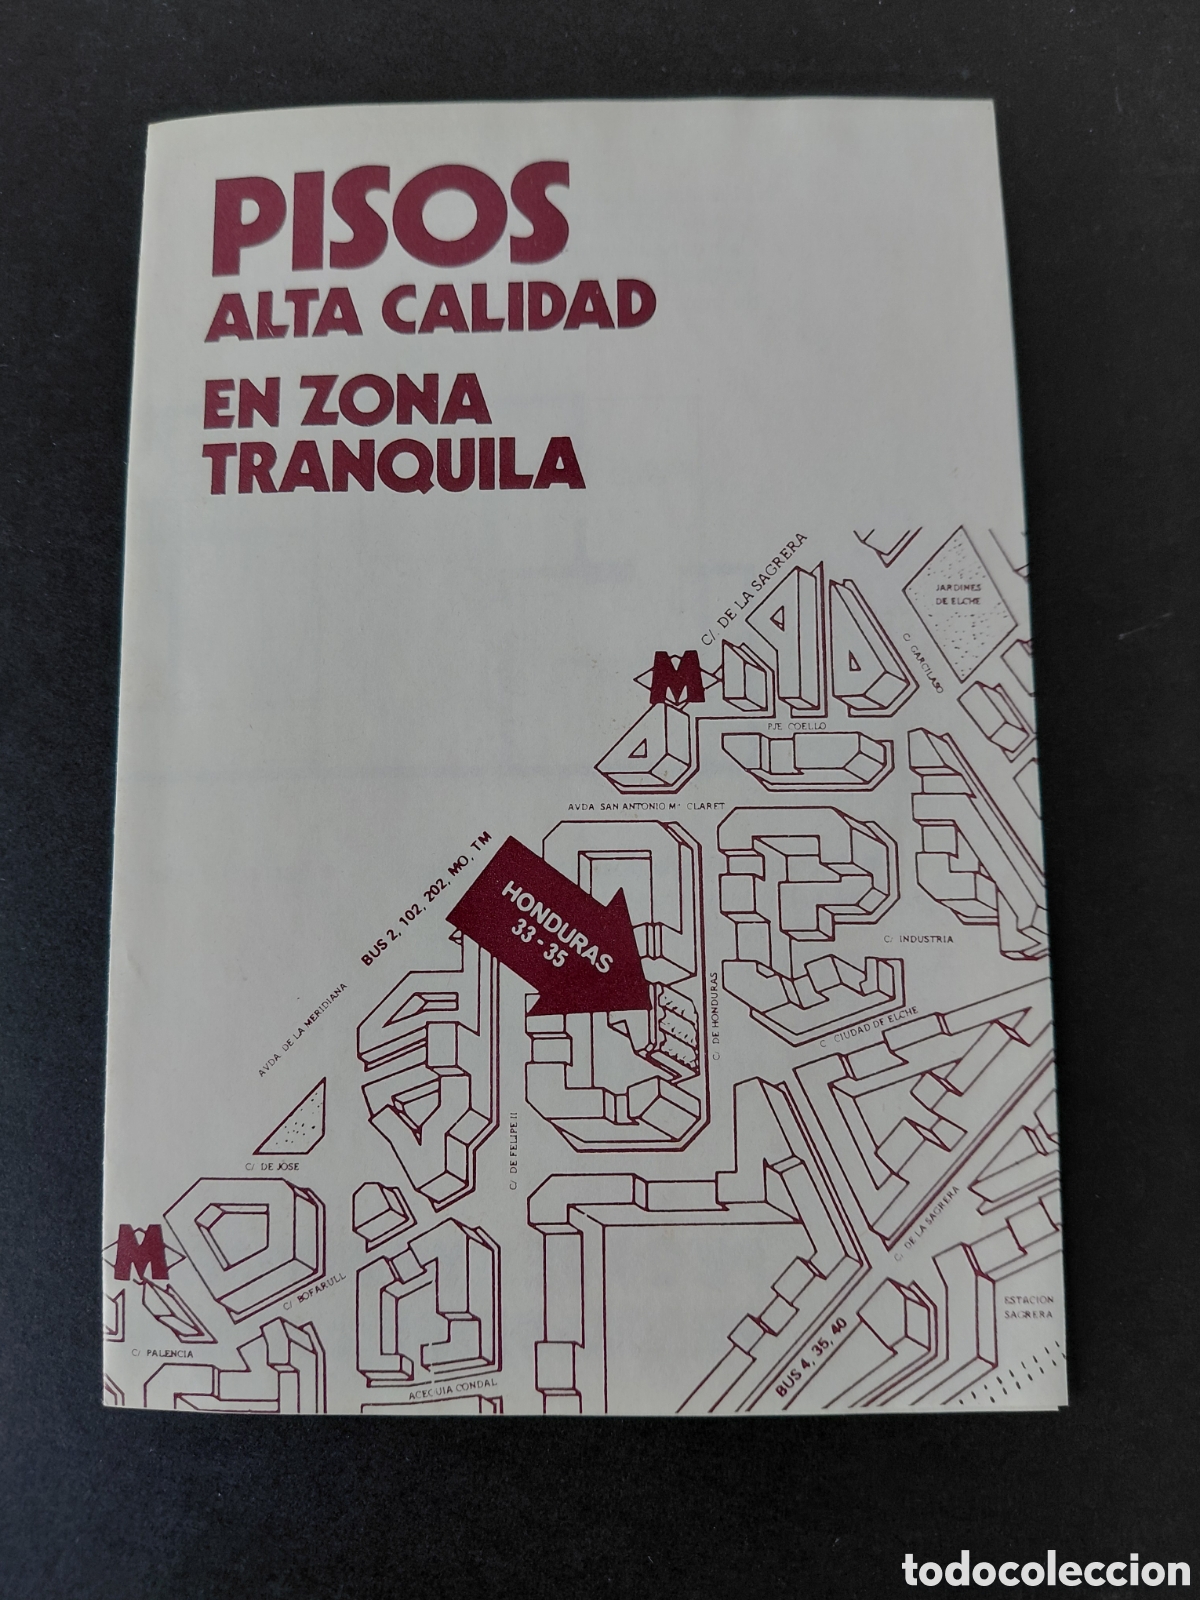 PISOS
ALTA CALIDAD
EN ZONA
TRANQUILA
C/. DE LA SAGRERA
JARDINES
DE ELCHE
C/ GARCILASO
M
PJE COELLO
AVDA SAN ANTONIO Mª CLARET
BUS 2, 102, 202, MO, TM
HONDURAS
33 - 35
C/ INDUSTRIA
C/ DE HONDURAS
C/ CIUDAD DE ELCHE
AVDA DE LA MERIDIANA
C/ DE FELIPE II
C/ DE JOSE
C/ DE LA SAGRERA
M
C/ BOFARULL
ESTACION
SAGRERA
C/ PALENCIA
BUS 4, 35, 40
ACEQUIA CONDAL
todocoleccion